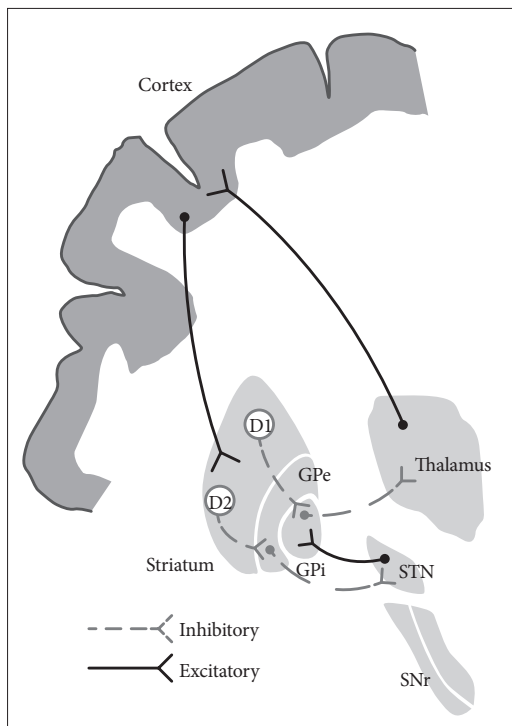 Cortex
D1
GPe
Thalamus
D2
Striatum
GPi
STN
Inhibitory
Excitatory
SNr